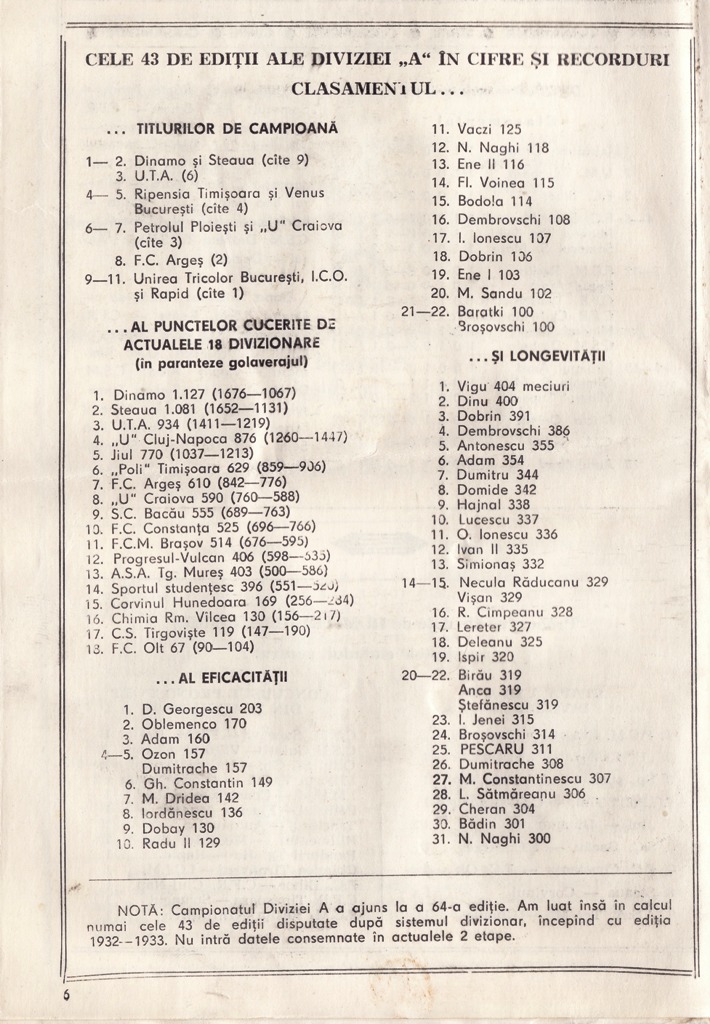 CELE 43 DE EDIȚII ALE DIVIZIEI „A“ ÎN CIFRE ȘI RECORDURI
CLASAMENTUL...
... TITLURILOR DE CAMPIOANĂ
1— 2. Dinamo și Steaua (cîte 9)
3. U.T.A. (6)
4— 5. Ripensia Timișoara și Venus
București (cîte 4)
6— 7. Petrolul Ploiești și „U“ Craiova
(cîte 3)
8. F.C. Argeș (2)
9—11. Unirea Tricolor București, I.C.O.
și Rapid (cîte 1)
...AL PUNCTELOR CUCERITE DE
ACTUALELE 18 DIVIZIONARE
(în paranteze golaverajul)
1. Dinamo 1.127 (1676—1067)
2. Steaua 1.081 (1652—1131)
3. U.T.A. 934 (1411—1219)
4. „U“ Cluj-Napoca 876 (1260—1447)
5. Jiul 770 (1037—1213)
6. „Poli“ Timișoara 629 (859—906)
7. F.C. Argeș 610 (842—776)
8. „U“ Craiova 590 (760—588)
9. S.C. Bacău 555 (689—763)
10. F.C. Constanța 525 (696—766)
11. F.C.M. Brașov 514 (676—595)
12. Progresul-Vulcan 406 (598—535)
13. A.S.A. Tg. Mureș 403 (500—586)
14. Sportul studențesc 396 (551—
15. Corvinul Hunedoara 169 (256—284)
16. Chimia Rm. Vîlcea 130 (156—217)
17. C.S. Tîrgoviște 119 (147—190)
18. F.C. Olt 67 (90—104)
...AL EFICACITĂȚII
1. D. Georgescu 203
2. Oblemenco 170
3. Adam 160
4—5. Ozon 157
Dumitrache 157
6. Gh. Constantin 149
7. M. Dridea 142
8. Iordănescu 136
9. Dobay 130
10. Radu II 129
11. Vaczi 125
12. N. Naghi 118
13. Ene II 116
14. Fl. Voinea 115
15. Bodola 114
16. Dembrovschi 108
17. I. Ionescu 107
18. Dobrin 106
19. Ene I 103
20. M. Sandu 102
21—22. Baratki 100
Broșovschi 100
...ȘI LONGEVITĂȚII
1. Vigu 404 meciuri
2. Dinu 400
3. Dobrin 391
4. Dembrovschi 386
5. Antonescu 355
6. Adam 354
7. Dumitru 344
8. Domide 342
9. Hajnal 338
10. Lucescu 337
11. O. Ionescu 336
12. Ivan II 335
13. Simionaș 332
14—15. Necula Răducanu 329
Vișan 329
16. R. Cîmpeanu 328
17. Lereter 327
18. Deleanu 325
19. Ispir 320
20—22. Birău 319
Anca 319
Ștefănescu 319
23. I. Jenei 315
24. Broșovschi 314
25. PESCARU 311
26. Dumitrache 308
27. M. Constantinescu 307
28. L. Sătmăreanu 306
29. Cheran 304
30. Bădin 301
31. N. Naghi 300
NOTĂ: Campionatul Diviziei A a ajuns la a 64-a ediție. Am luat însă în calcul
numai cele 43 de ediții disputate după sistemul divizionar, începînd cu ediția
1932--1933. Nu intră datele consemnate în actualele 2 etape.
6